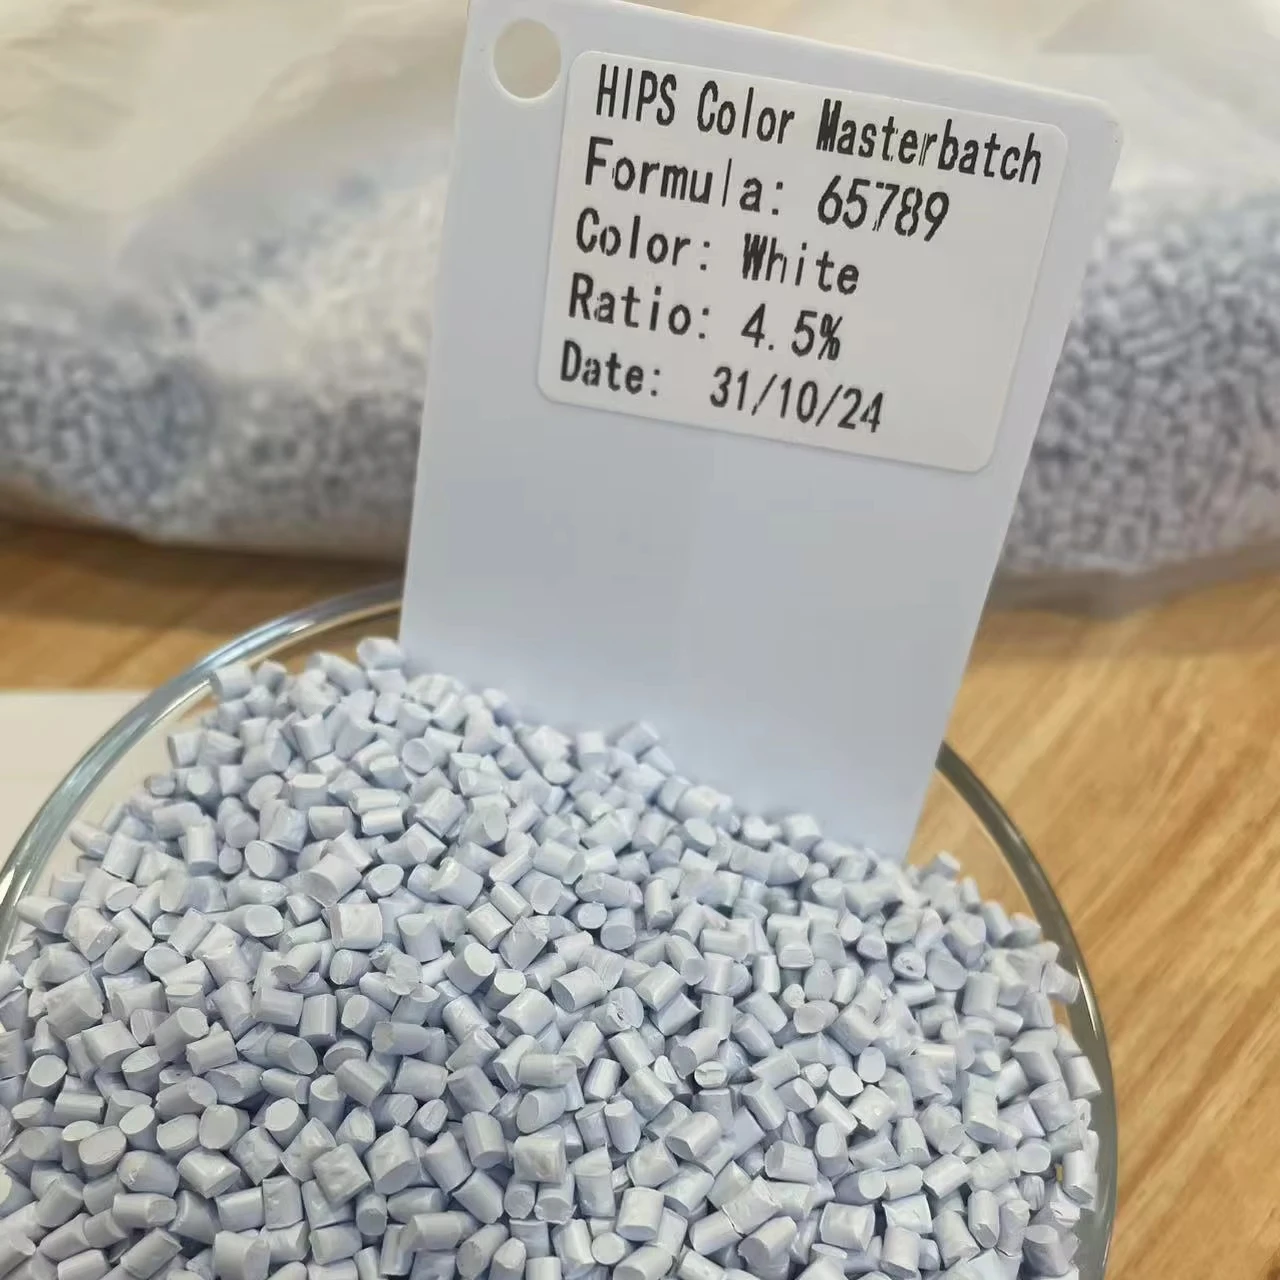 HIPS Color Masterbatch
Formula: 65789
Color: White
Ratio: 4.5%
Date: 31/10/24